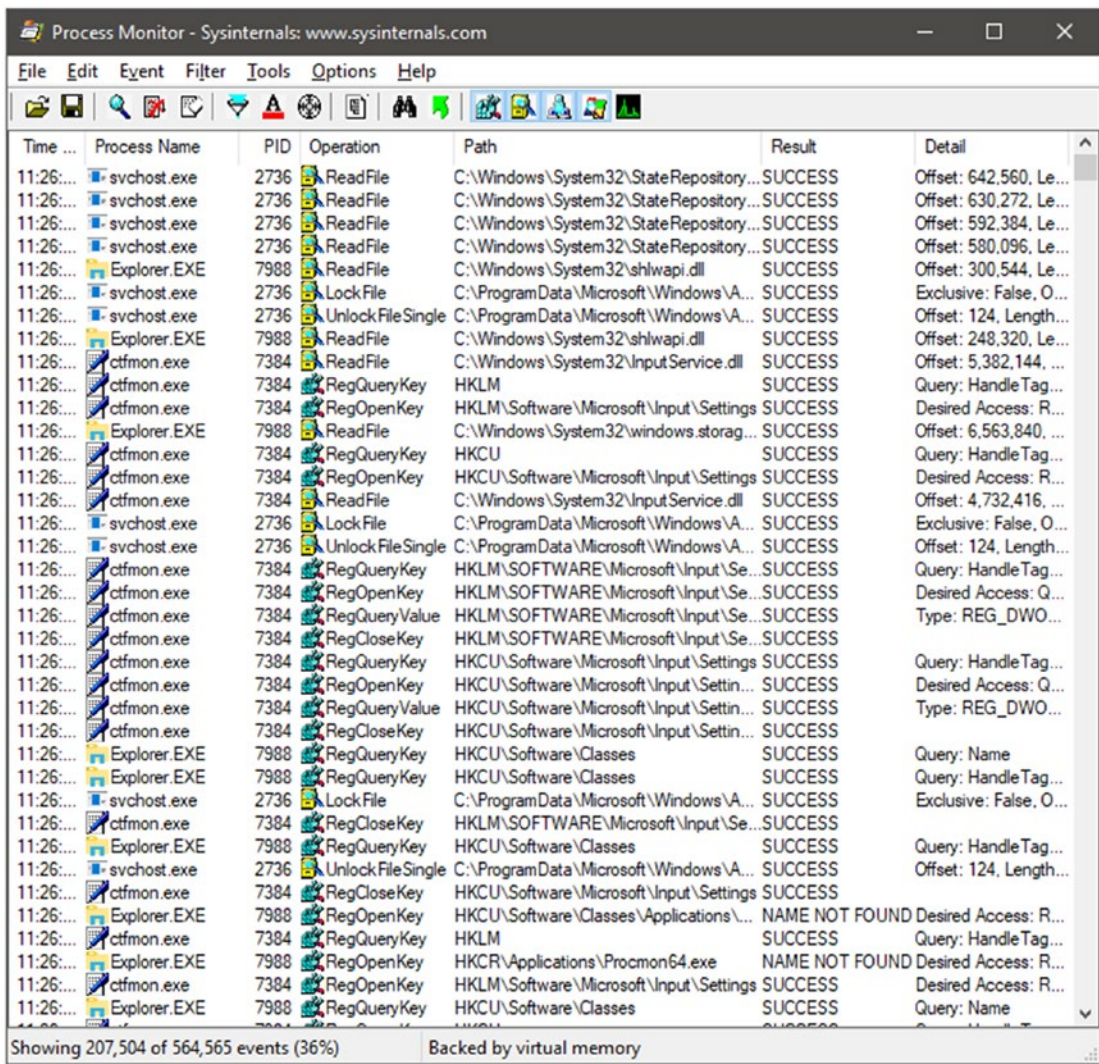 Process Monitor - Sysinternals: www.sysinternals.com
File Edit Event Filter Tools Options Help
Time ... Process Name PID Operation Path Result Detail
11:26:... svchost.exe 2736 ReadFile C:\Windows\System32\StateRepository... SUCCESS Offset: 642,560, Le...
11:26:... svchost.exe 2736 ReadFile C:\Windows\System32\StateRepository... SUCCESS Offset: 630,272, Le...
11:26:... svchost.exe 2736 ReadFile C:\Windows\System32\StateRepository... SUCCESS Offset: 592,384, Le...
11:26:... svchost.exe 2736 ReadFile C:\Windows\System32\StateRepository... SUCCESS Offset: 580,096, Le...
11:26:... Explorer.EXE 7988 ReadFile C:\Windows\System32\shlwapi.dll SUCCESS Offset: 300,544, Le...
11:26:... svchost.exe 2736 LockFile C:\ProgramData\Microsoft\Windows\A... SUCCESS Exclusive: False, O...
11:26:... svchost.exe 2736 UnlockFileSingle C:\ProgramData\Microsoft\Windows\A... SUCCESS Offset: 124, Length...
11:26:... Explorer.EXE 7988 ReadFile C:\Windows\System32\shlwapi.dll SUCCESS Offset: 248,320, Le...
11:26:... ctfmon.exe 7384 ReadFile C:\Windows\System32\InputService.dll SUCCESS Offset: 5,382,144, ...
11:26:... ctfmon.exe 7384 RegQueryKey HKLM SUCCESS Query: HandleTag...
11:26:... ctfmon.exe 7384 RegOpenKey HKLM\Software\Microsoft\Input\Settings SUCCESS Desired Access: R...
11:26:... Explorer.EXE 7988 ReadFile C:\Windows\System32\windows.storag... SUCCESS Offset: 6,563,840, ...
11:26:... ctfmon.exe 7384 RegQueryKey HKCU SUCCESS Query: HandleTag...
11:26:... ctfmon.exe 7384 RegOpenKey HKCU\Software\Microsoft\Input\Settings SUCCESS Desired Access: R...
11:26:... ctfmon.exe 7384 ReadFile C:\Windows\System32\InputService.dll SUCCESS Offset: 4,732,416, ...
11:26:... svchost.exe 2736 LockFile C:\ProgramData\Microsoft\Windows\A... SUCCESS Exclusive: False, O...
11:26:... svchost.exe 2736 UnlockFileSingle C:\ProgramData\Microsoft\Windows\A... SUCCESS Offset: 124, Length...
11:26:... ctfmon.exe 7384 RegQueryKey HKLM\SOFTWARE\Microsoft\Input\Se... SUCCESS Query: HandleTag...
11:26:... ctfmon.exe 7384 RegOpenKey HKLM\SOFTWARE\Microsoft\Input\Se... SUCCESS Desired Access: Q...
11:26:... ctfmon.exe 7384 RegQueryValue HKLM\SOFTWARE\Microsoft\Input\Se... SUCCESS Type: REG_DWO...
11:26:... ctfmon.exe 7384 RegCloseKey HKLM\SOFTWARE\Microsoft\Input\Se... SUCCESS
11:26:... ctfmon.exe 7384 RegQueryKey HKCU\Software\Microsoft\Input\Settings SUCCESS Query: HandleTag...
11:26:... ctfmon.exe 7384 RegOpenKey HKCU\Software\Microsoft\Input\Settin... SUCCESS Desired Access: Q...
11:26:... ctfmon.exe 7384 RegQueryValue HKCU\Software\Microsoft\Input\Settin... SUCCESS Type: REG_DWO...
11:26:... ctfmon.exe 7384 RegCloseKey HKCU\Software\Microsoft\Input\Settin... SUCCESS
11:26:... Explorer.EXE 7988 RegQueryKey HKCU\Software\Classes SUCCESS Query: Name
11:26:... Explorer.EXE 7988 RegQueryKey HKCU\Software\Classes SUCCESS Query: HandleTag...
11:26:... svchost.exe 2736 LockFile C:\ProgramData\Microsoft\Windows\A... SUCCESS Exclusive: False, O...
11:26:... ctfmon.exe 7384 RegCloseKey HKLM\SOFTWARE\Microsoft\Input\Se... SUCCESS
11:26:... Explorer.EXE 7988 RegQueryKey HKCU\Software\Classes SUCCESS Query: HandleTag...
11:26:... svchost.exe 2736 UnlockFileSingle C:\ProgramData\Microsoft\Windows\A... SUCCESS Offset: 124, Length...
11:26:... ctfmon.exe 7384 RegCloseKey HKCU\Software\Microsoft\Input\Settings SUCCESS
11:26:... Explorer.EXE 7988 RegOpenKey HKCU\Software\Classes\Applications\... NAME NOT FOUND Desired Access: R...
11:26:... ctfmon.exe 7384 RegQueryKey HKLM SUCCESS Query: HandleTag...
11:26:... Explorer.EXE 7988 RegOpenKey HKCR\Applications\Procmon64.exe NAME NOT FOUND Desired Access: R...
11:26:... ctfmon.exe 7384 RegOpenKey HKLM\Software\Microsoft\Input\Settings SUCCESS Desired Access: R...
11:26:... Explorer.EXE 7988 RegQueryKey HKCU\Software\Classes SUCCESS Query: Name
Showing 207,504 of 564,565 events (36%) Backed by virtual memory